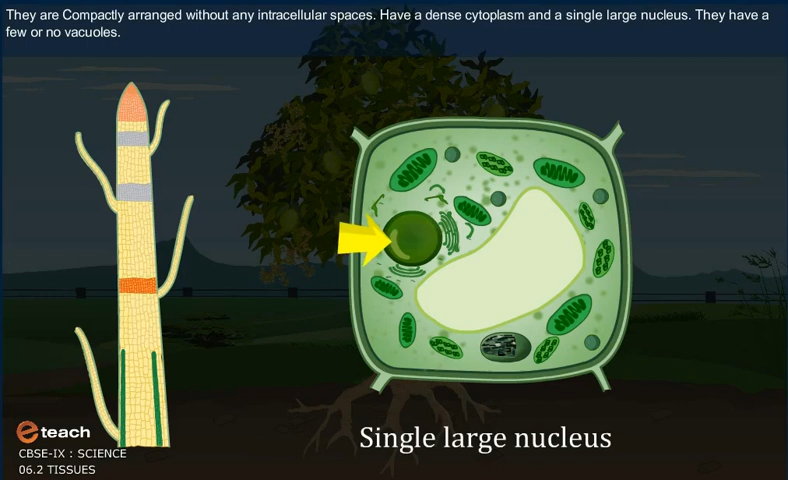 They are Compactly arranged without any intracellular spaces. Have a dense cytoplasm and a single large nucleus. They have a
few or no vacuoles.
Single large nucleus
eteach
CBSE-IX : SCIENCE
06.2 TISSUES